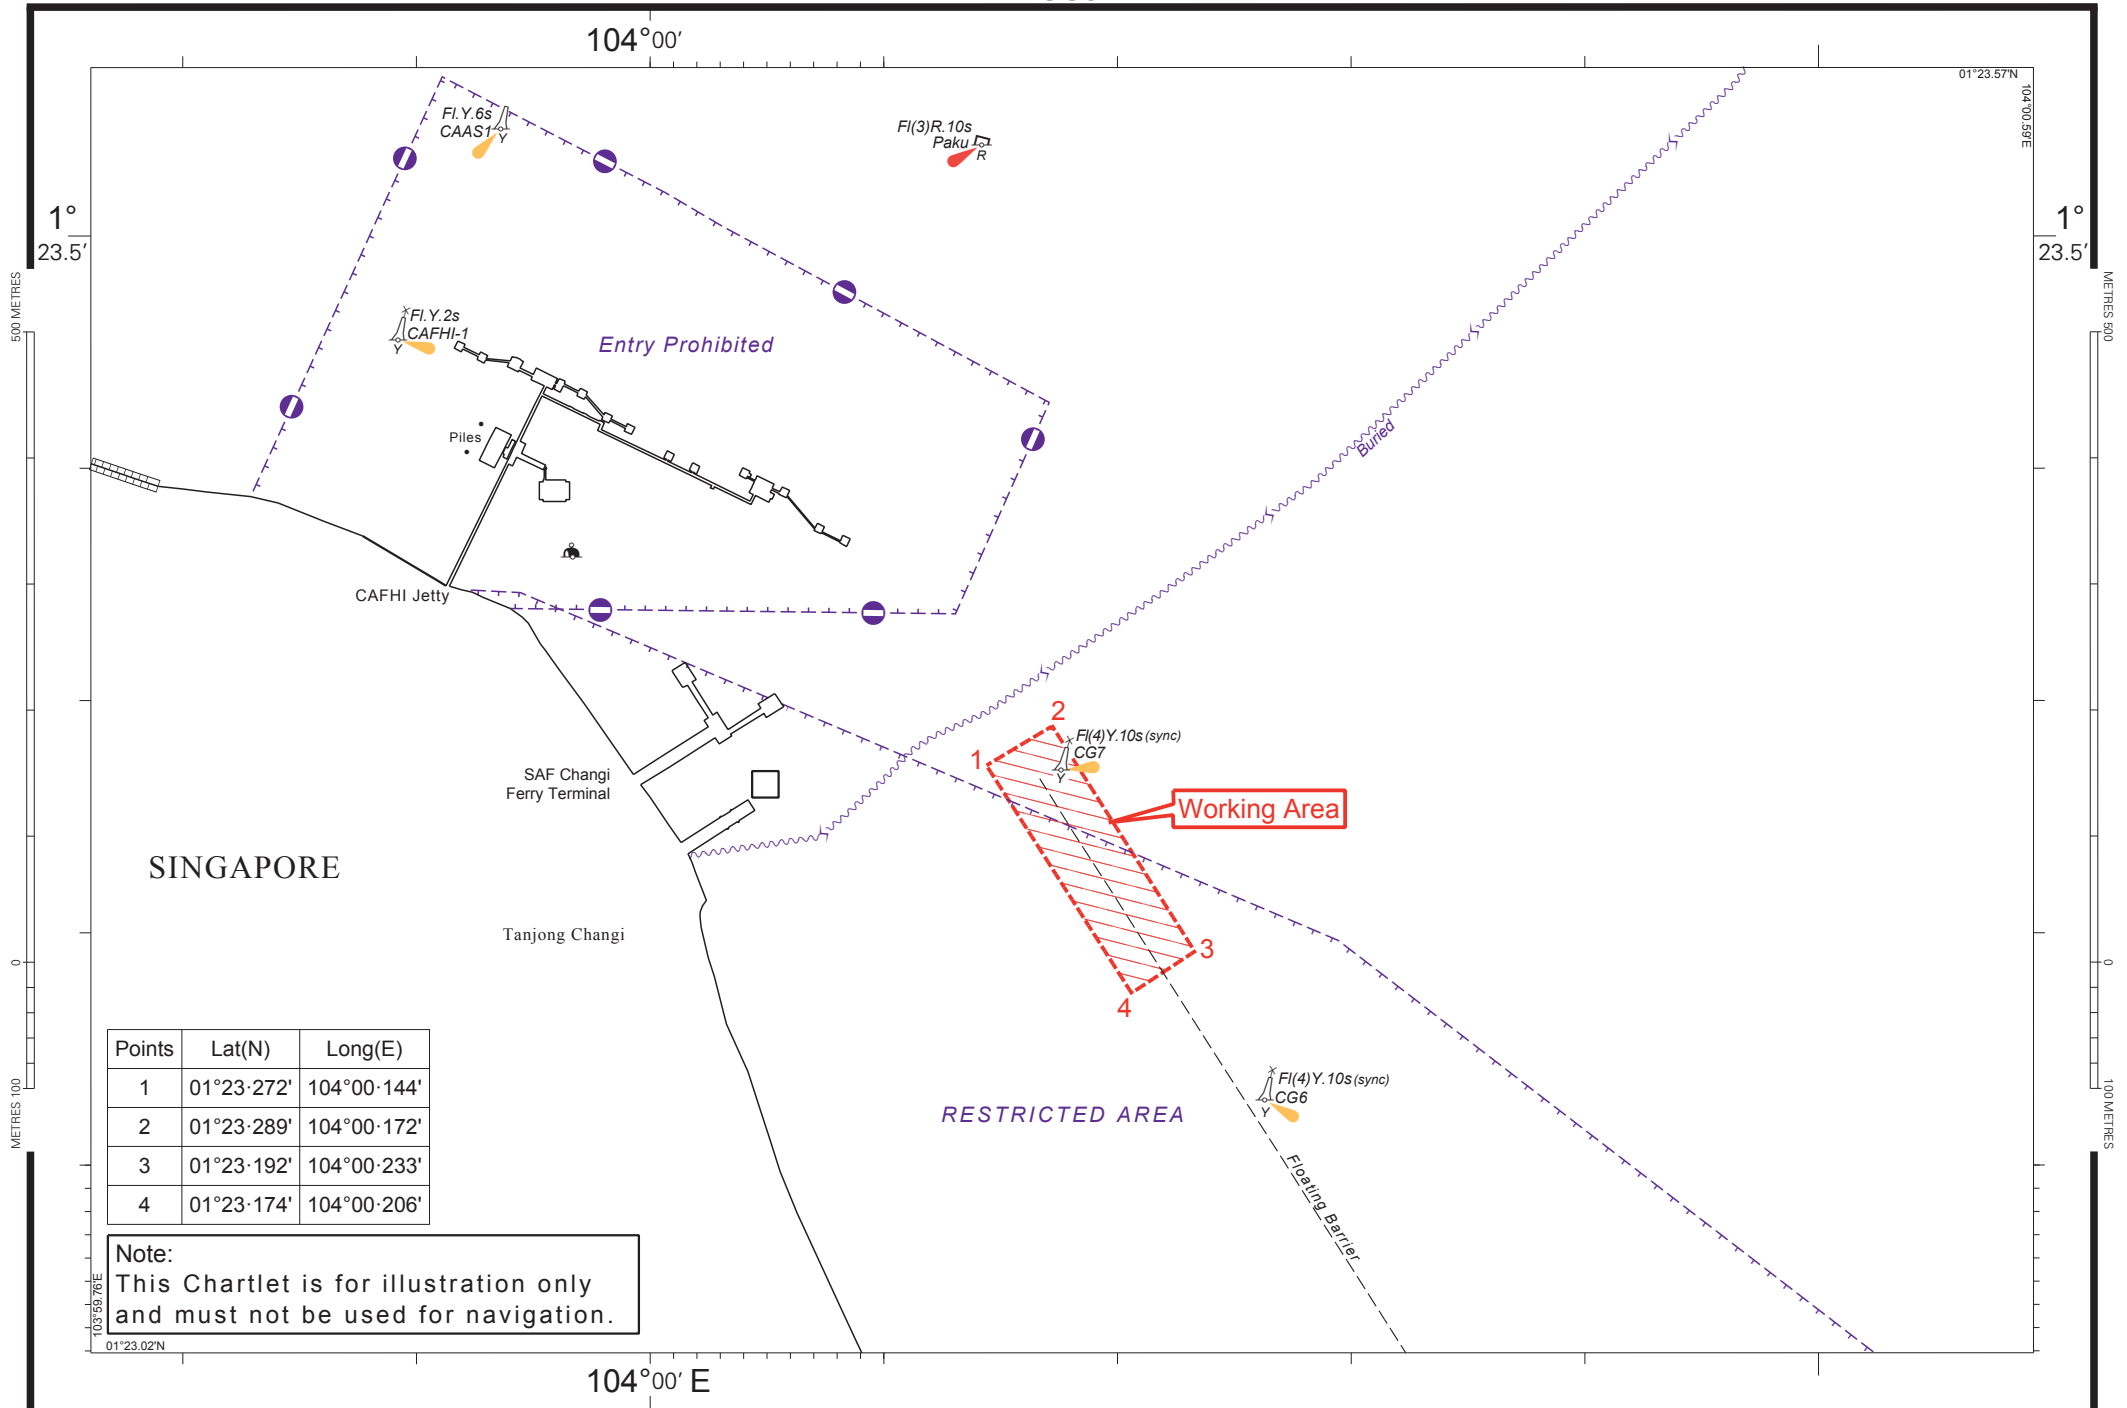 104°00′
01°23.57'N
104°00.59'E
Fl.Y.6s
CAAS1
Y
Fl(3)R.10s
Paku
R
1°
23.5′
1°
23.5′
500 METRES
METRES 500
Fl.Y.2s
CAFHI-1
Y
Entry Prohibited
Buried
Piles
CAFHI Jetty
2
Fl(4)Y.10s (sync)
CG7
Y
1
SAF Changi
Ferry Terminal
Working Area
SINGAPORE
Tanjong Changi
3
0
0
4
Points Lat(N) Long(E)
1 01°23·272' 104°00·144'
2 01°23·289' 104°00·172'
3 01°23·192' 104°00·233'
4 01°23·174' 104°00·206'
METRES 100
100 METRES
Fl(4)Y.10s (sync)
CG6
Y
RESTRICTED AREA
Floating Barrier
Note:
This Chartlet is for illustration only
and must not be used for navigation.
103°59.76'E
01°23.02'N
104°00′ E